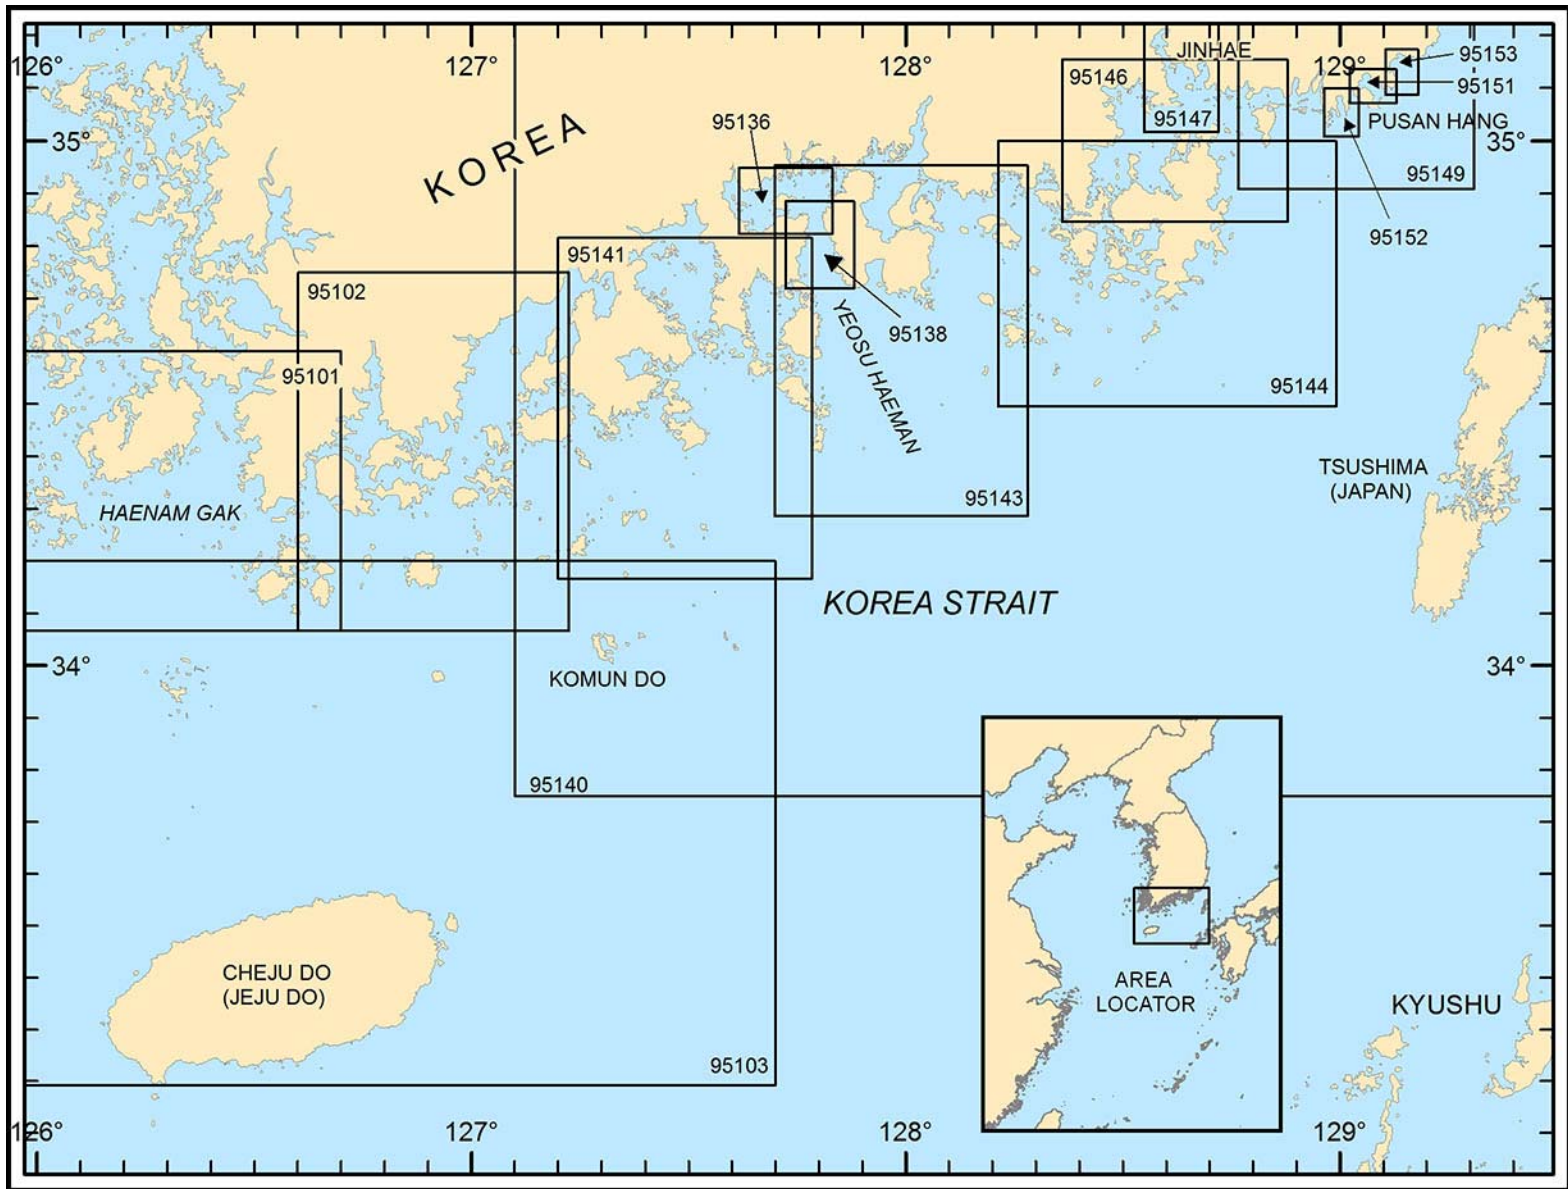 126°
127°
128°
129°
JINHAE
95153
95146
95151
95136
95147
PUSAN HANG
35°
35°
KOREA
95149
95152
95141
95102
YEOSU HAEMAN
95138
95101
95144
TSUSHIMA
(JAPAN)
95143
HAENAM GAK
KOREA STRAIT
34°
34°
KOMUN DO
95140
CHEJU DO
(JEJU DO)
AREA
LOCATOR
KYUSHU
95103
126°
127°
128°
129°